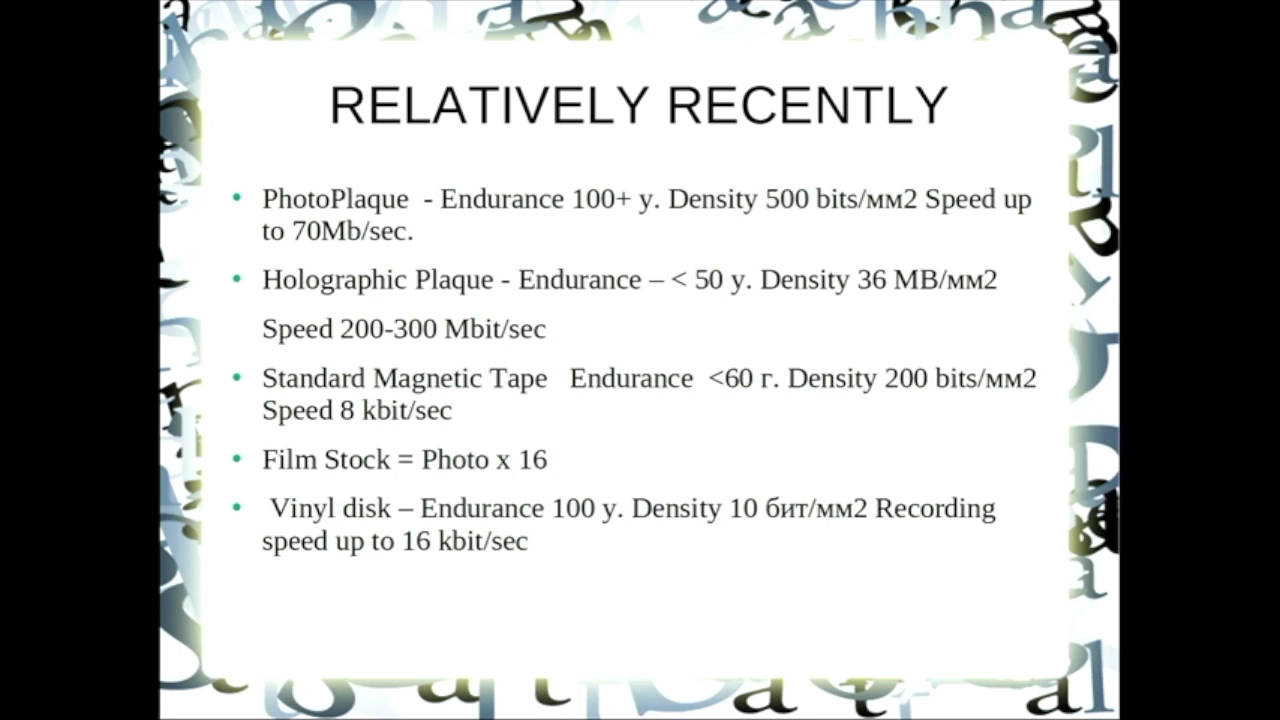 RELATIVELY RECENTLY
• PhotoPlaque - Endurance 100+ y. Density 500 bits/мм2 Speed up
to 70Mb/sec.
• Holographic Plaque - Endurance – < 50 y. Density 36 MB/мм2
Speed 200-300 Mbit/sec
• Standard Magnetic Tape Endurance <60 г. Density 200 bits/мм2
Speed 8 kbit/sec
• Film Stock = Photo x 16
• Vinyl disk – Endurance 100 y. Density 10 бит/мм2 Recording
speed up to 16 kbit/sec